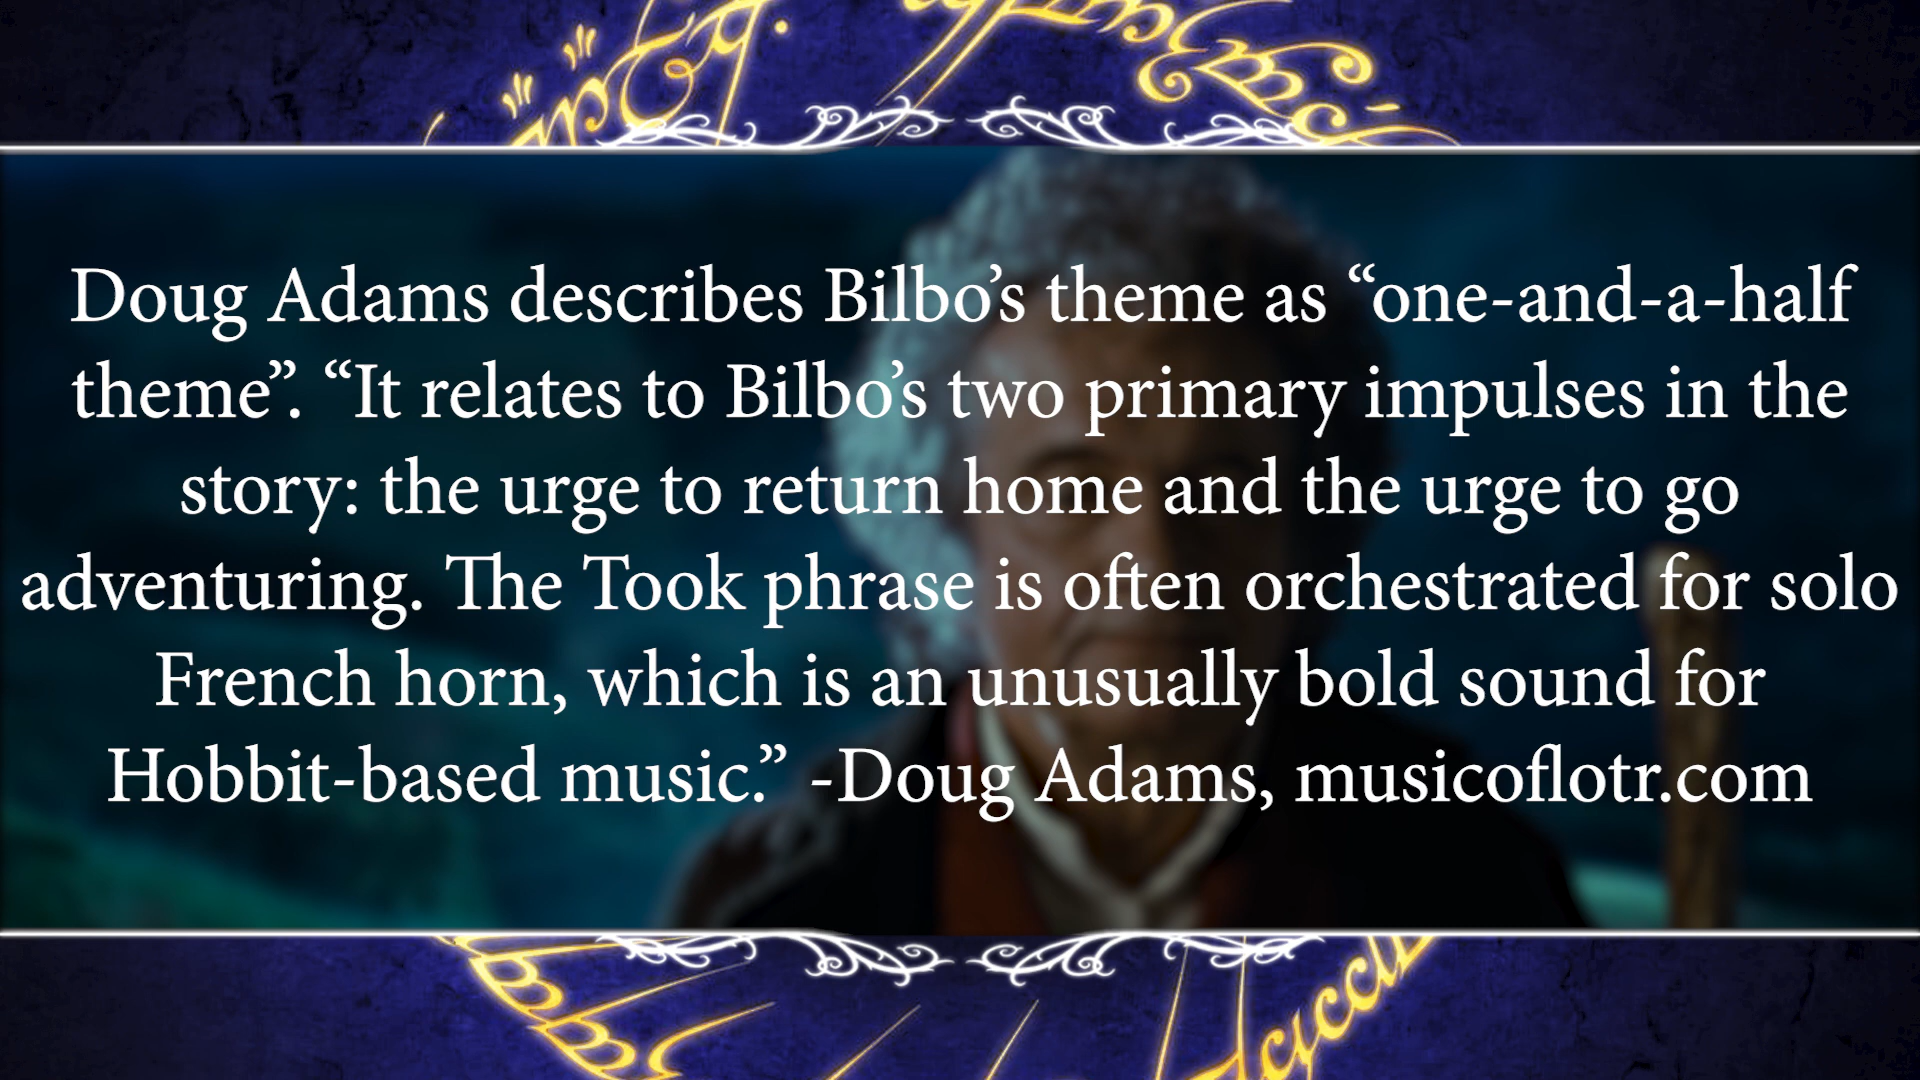 Doug Adams describes Bilbo’s theme as “one-and-a-half
theme”. “It relates to Bilbo’s two primary impulses in the
story: the urge to return home and the urge to go
adventuring. The Took phrase is often orchestrated for solo
French horn, which is an unusually bold sound for
Hobbit-based music.” -Doug Adams, musicoflotr.com